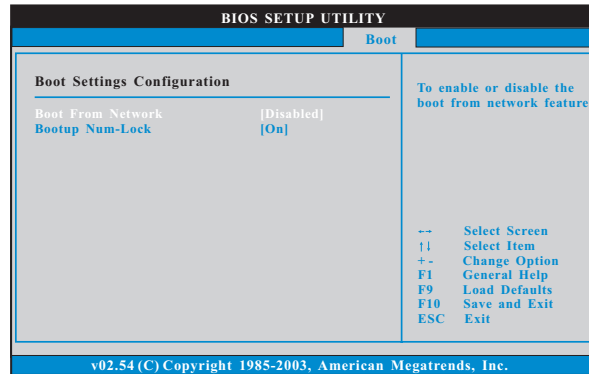 BIOS SETUP UTILITY
Boot
Boot Settings Configuration
Boot From Network [Disabled]
Bootup Num-Lock [On]
To enable or disable the
boot from network feature
←→ Select Screen
↑↓ Select Item
+ - Change Option
F1 General Help
F9 Load Defaults
F10 Save and Exit
ESC Exit
v02.54 (C) Copyright 1985-2003, American Megatrends, Inc.